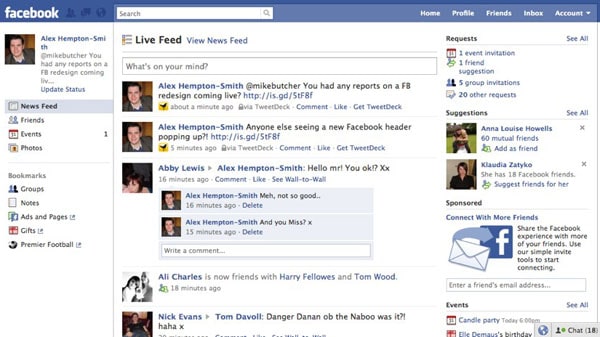 facebook
Search
Home Profile Friends Inbox Account
Alex Hempton-Smi
th
@mikebutcher You
had any reports on a
FB redesign coming
liv...
Update Status
News Feed
Friends
Events 1
Photos
Bookmarks
Groups
Notes
Ads and Pages
Gifts
Premier Football
Live Feed View News Feed
What's on your mind?
Alex Hempton-Smith @mikebutcher You had any reports on a FB
redesign coming live? http://is.gd/5tF8f
about a minute ago via TweetDeck · Comment · Like · Get TweetDeck
Alex Hempton-Smith Anyone else seeing a new Facebook header
popping up?! http://is.gd/5tF8f
5 minutes ago via TweetDeck · Comment · Like · Get TweetDeck
Abby Lewis Alex Hempton-Smith: Hello mr! You ok!? Xx
16 minutes ago · Comment · Like · See Wall-to-Wall
Alex Hempton-Smith Meh, not so good..
16 minutes ago · Delete
Alex Hempton-Smith And you Miss? x
15 minutes ago · Delete
Write a comment...
Ali Charles is now friends with Harry Fellowes and Tom Wood.
18 minutes ago
Nick Evans Tom Davoll: Danger Danan ob the Naboo was it?!
haha x
20 minutes ago · Comment · Like · See Wall-to-Wall
Requests See All
1 event invitation
1 friend
suggestion
5 group invitations
20 other requests
Suggestions See All
Anna Louise Howells
6 mutual friends
Add as friend
Klaudia Zatyko
She has 18 Facebook friends.
Suggest friends for her
Sponsored
Connect With More Friends
Share the Facebook
experience with more
of your friends. Use
our simple invite
tools to start
connecting.
Enter a friend's email address...
Events See All
Candle party Today 6:00pm
Elle Demaus's birthday
Chat (18)